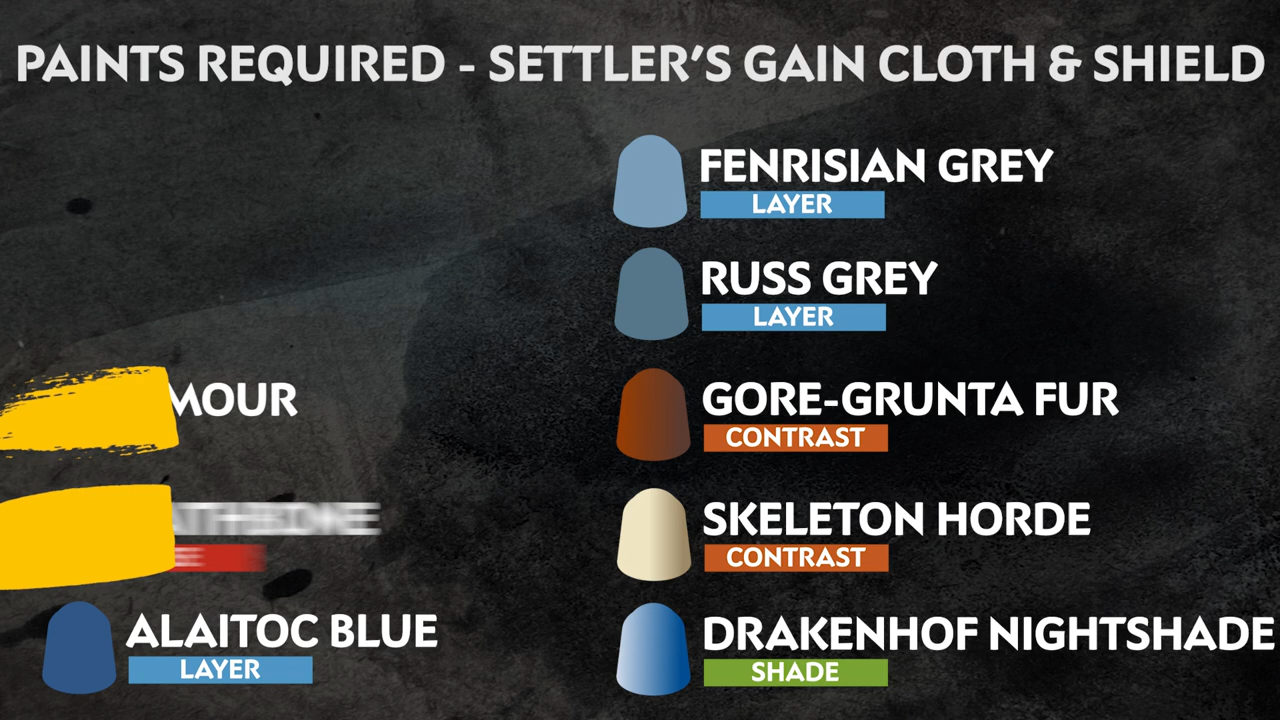 PAINTS REQUIRED - SETTLER'S GAIN CLOTH & SHIELD
FENRISIAN GREY
LAYER
RUSS GREY
LAYER
MOUR
GORE-GRUNTA FUR
CONTRAST
SKELETON HORDE
CONTRAST
ALAITOC BLUE
LAYER
DRAKENHOF NIGHTSHADE
SHADE